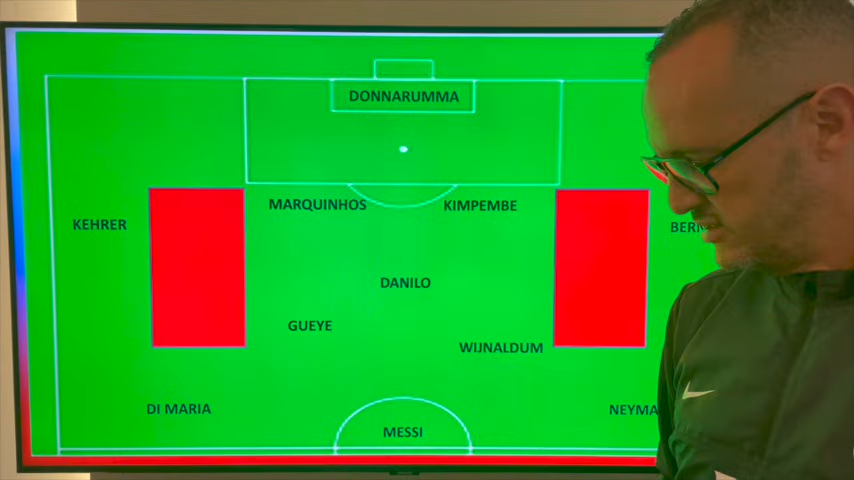 DONNARUMMA
MARQUINHOS
KIMPEMBE
KEHRER
DANILO
GUEYE
WIJNALDUM
DI MARIA
MESSI